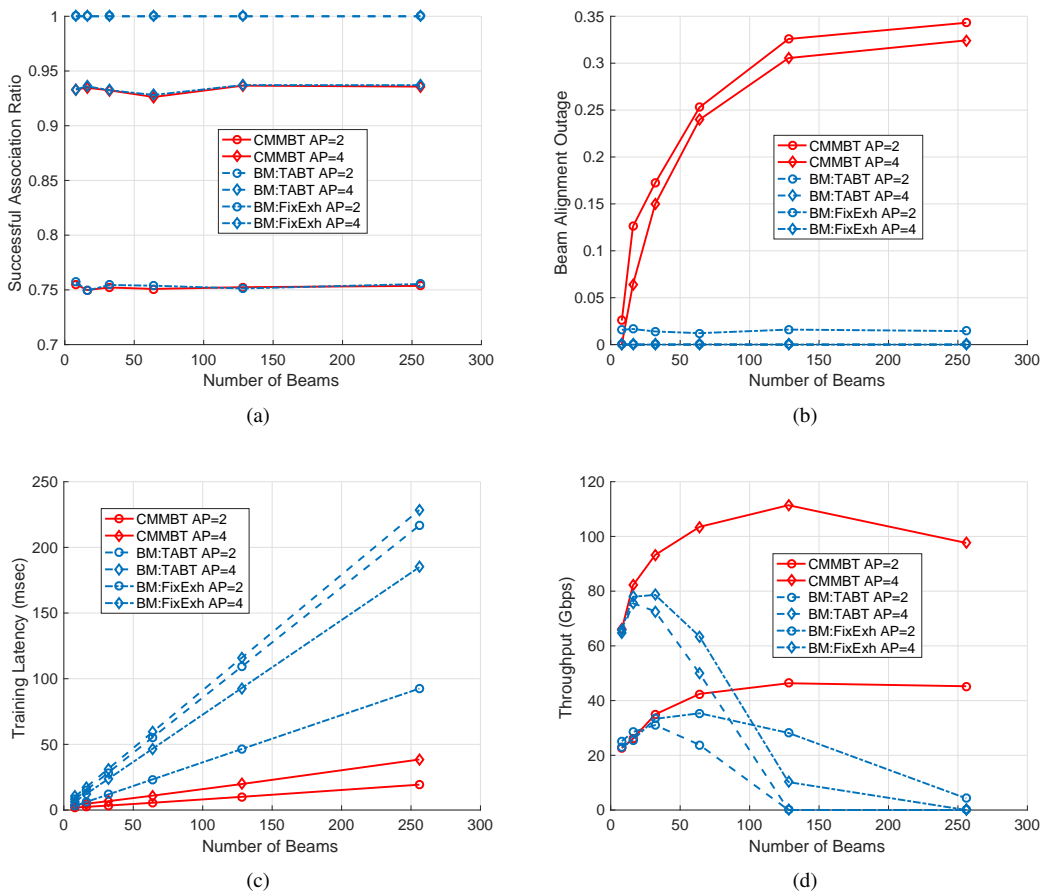 1
0.95
0.9
0.85
0.8
0.75
0.7
Successful Association Ratio
CMMBT AP=2
CMMBT AP=4
BM:TABT AP=2
BM:TABT AP=4
BM:FixExh AP=2
BM:FixExh AP=4
0 50 100 150 200 250 300
Number of Beams
(a)
0.35
0.3
0.25
0.2
0.15
0.1
0.05
0
Beam Alignment Outage
CMMBT AP=2
CMMBT AP=4
BM:TABT AP=2
BM:TABT AP=4
BM:FixExh AP=2
BM:FixExh AP=4
0 50 100 150 200 250 300
Number of Beams
(b)
250
200
150
100
50
0
Training Latency (msec)
CMMBT AP=2
CMMBT AP=4
BM:TABT AP=2
BM:TABT AP=4
BM:FixExh AP=2
BM:FixExh AP=4
0 50 100 150 200 250 300
Number of Beams
(c)
120
100
80
60
40
20
0
Throughput (Gbps)
CMMBT AP=2
CMMBT AP=4
BM:TABT AP=2
BM:TABT AP=4
BM:FixExh AP=2
BM:FixExh AP=4
0 50 100 150 200 250 300
Number of Beams
(d)